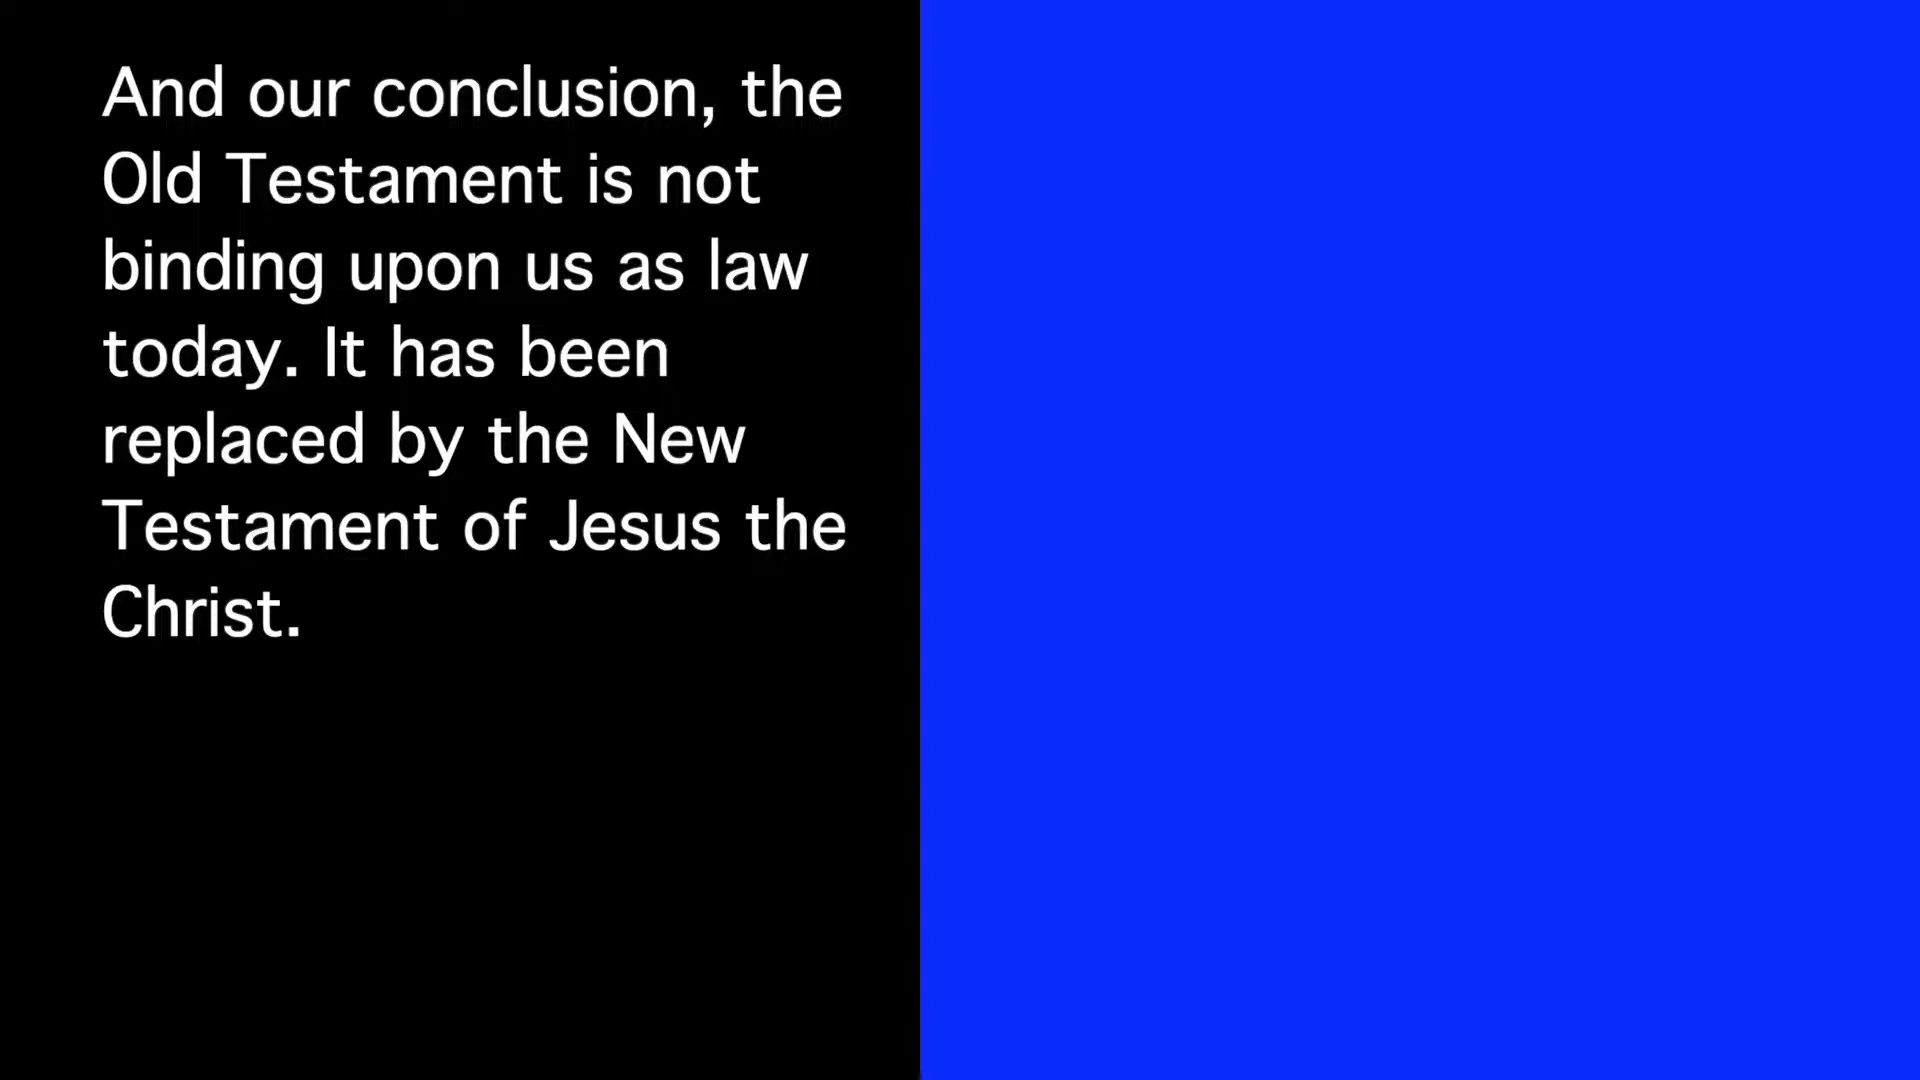 And our conclusion, the
Old Testament is not
binding upon us as law
today. It has been
replaced by the New
Testament of Jesus the
Christ.